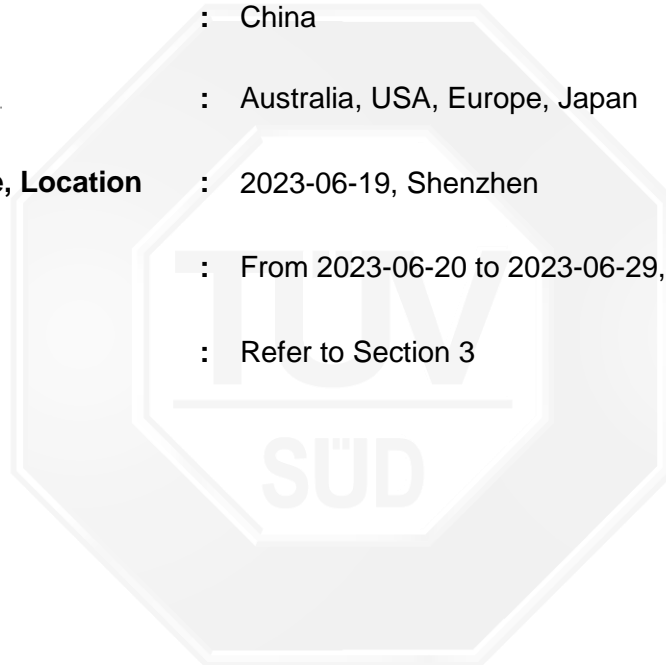 : China
: Australia, USA, Europe, Japan
, Location : 2023-06-19, Shenzhen
: From 2023-06-20 to 2023-06-29,
: Refer to Section 3
TÜV
SÜD